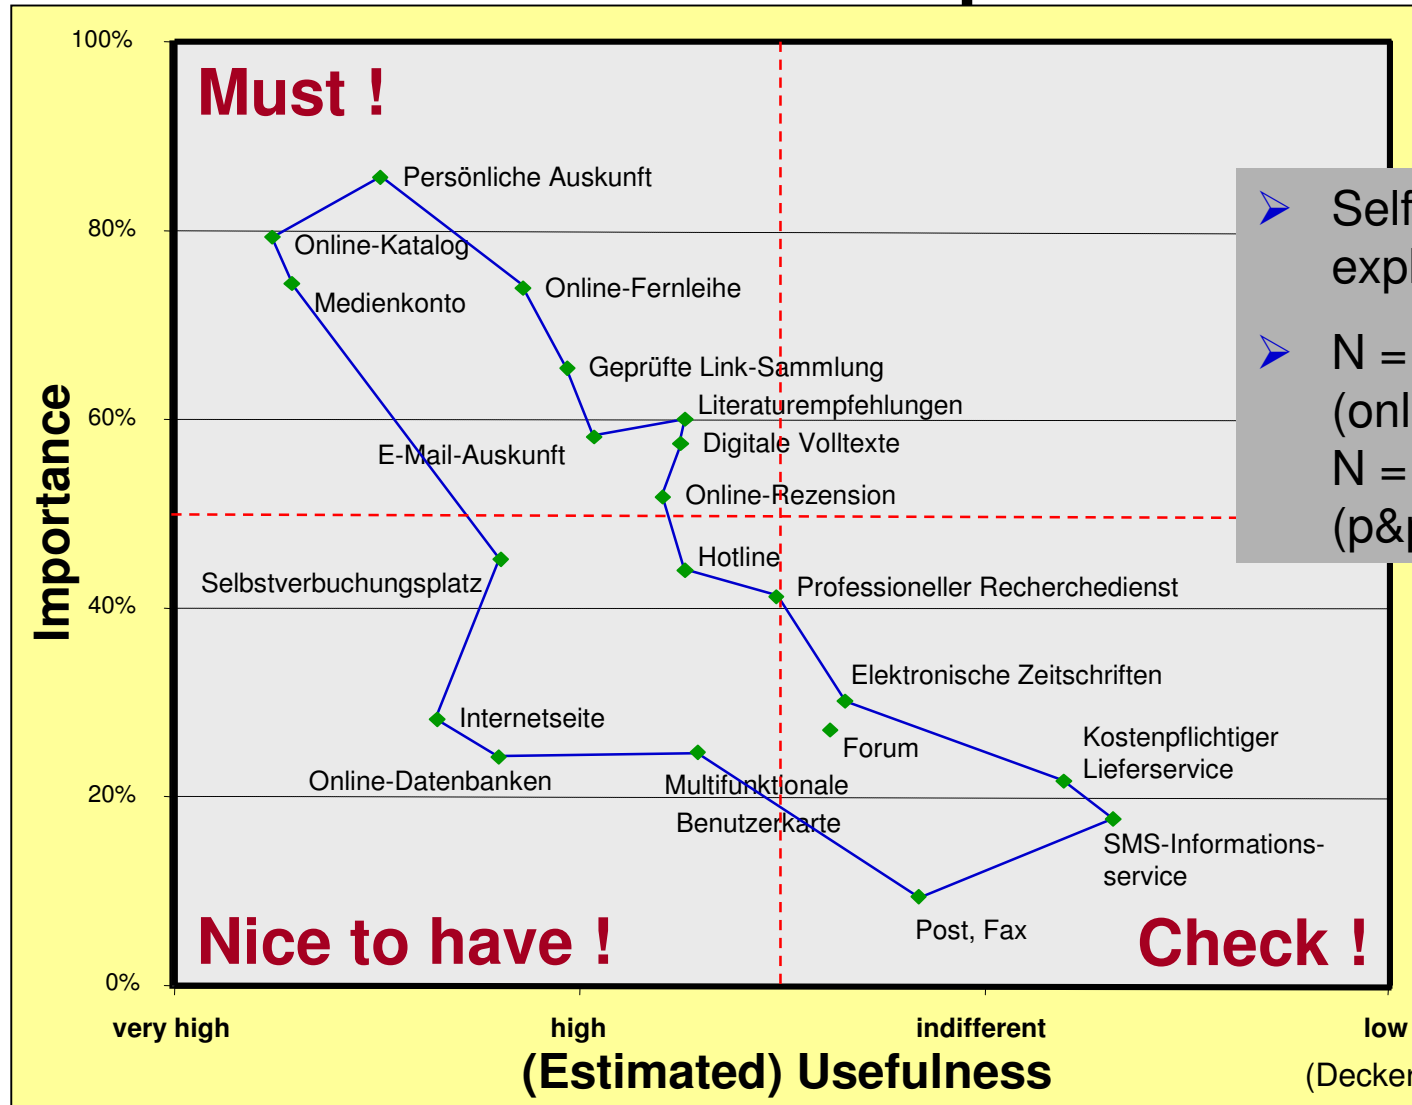 100%
Must !
Persönliche Auskunft
80%
Online-Katalog
Medienkonto
Online-Fernleihe
Geprüfte Link-Sammlung
Literaturempfehlungen
60%
E-Mail-Auskunft
Digitale Volltexte
Online-Rezension
Hotline
Selbstverbuchungsplatz
Professioneller Recherchedienst
40%
Elektronische Zeitschriften
Internetseite
Forum
Kostenpflichtiger
Lieferservice
Online-Datenbanken
Multifunktionale
Benutzerkarte
20%
SMS-Informations-
service
Post, Fax
Nice to have !
Check !
0%
Importance
very high
high
indifferent
low
(Estimated) Usefulness
(Decker
Self
N =
N =